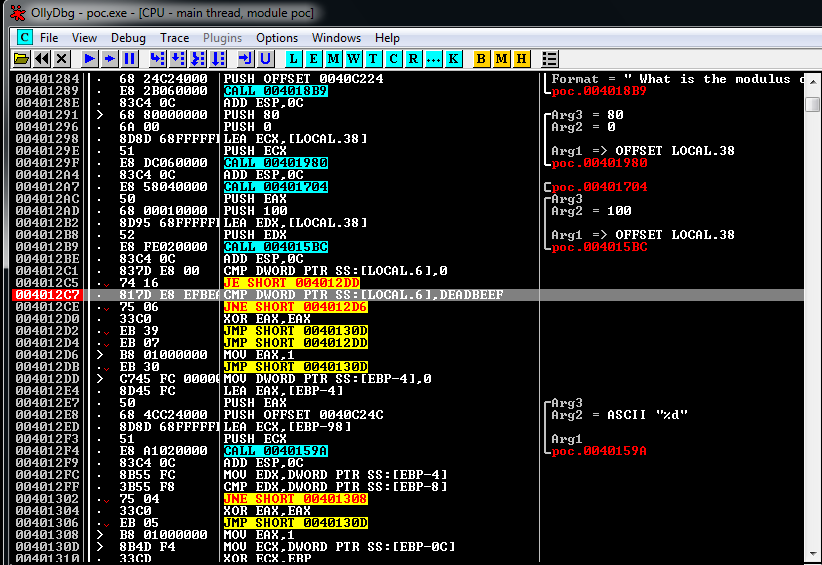 OllyDbg - poc.exe - [CPU - main thread, module poc]
C File View Debug Trace Plugins Options Windows Help
L E M W T C R ... K B M H
00401284 . 68 24C24000 PUSH OFFSET 0040C224 Format = " What is the modulus
00401289 . E8 2B060000 CALL 004018B9 poc.004018B9
0040128E . 83C4 0C ADD ESP,0C
00401291 > 68 80000000 PUSH 80 Arg3 = 80
00401296 . 6A 00 PUSH 0 Arg2 = 0
00401298 . 8D8D 68FFFFF LEA ECX,[LOCAL.38]
0040129E . 51 PUSH ECX Arg1 => OFFSET LOCAL.38
0040129F . E8 DC060000 CALL 00401980 poc.00401980
004012A4 . 83C4 0C ADD ESP,0C
004012A7 . E8 58040000 CALL 00401704 poc.00401704
004012AC . 50 PUSH EAX Arg3
004012AD . 68 00010000 PUSH 100 Arg2 = 100
004012B2 . 8D95 68FFFFF LEA EDX,[LOCAL.38]
004012B8 . 52 PUSH EDX Arg1 => OFFSET LOCAL.38
004012B9 . E8 FE020000 CALL 004015BC poc.004015BC
004012BE . 83C4 0C ADD ESP,0C
004012C1 . 837D E8 00 CMP DWORD PTR SS:[LOCAL.6],0
004012C5 . 74 16 JE SHORT 004012DD
004012C7 . 817D E8 EFBEA CMP DWORD PTR SS:[LOCAL.6],DEADBEEF
004012CE . 75 06 JNE SHORT 004012D6
004012D0 . 33C0 XOR EAX,EAX
004012D2 . EB 39 JMP SHORT 0040130D
004012D4 . EB 07 JMP SHORT 004012DD
004012D6 > B8 01000000 MOV EAX,1
004012DB . EB 30 JMP SHORT 0040130D
004012DD > C745 FC 00000 MOV DWORD PTR SS:[EBP-4],0
004012E4 . 8D45 FC LEA EAX,[EBP-4]
004012E7 . 50 PUSH EAX Arg3
004012E8 . 68 4CC24000 PUSH OFFSET 0040C24C Arg2 = ASCII "%d"
004012ED . 8D8D 68FFFFF LEA ECX,[EBP-98]
004012F3 . 51 PUSH ECX Arg1
004012F4 . E8 A1020000 CALL 0040159A poc.0040159A
004012F9 . 83C4 0C ADD ESP,0C
004012FC . 8B55 FC MOV EDX,DWORD PTR SS:[EBP-4]
004012FF . 3B55 F8 CMP EDX,DWORD PTR SS:[EBP-8]
00401302 . 75 04 JNE SHORT 00401308
00401304 . 33C0 XOR EAX,EAX
00401306 . EB 05 JMP SHORT 0040130D
00401308 > B8 01000000 MOV EAX,1
0040130D > 8B4D F4 MOV ECX,DWORD PTR SS:[EBP-0C]
00401310 . 33CD XOR ECX,EBP